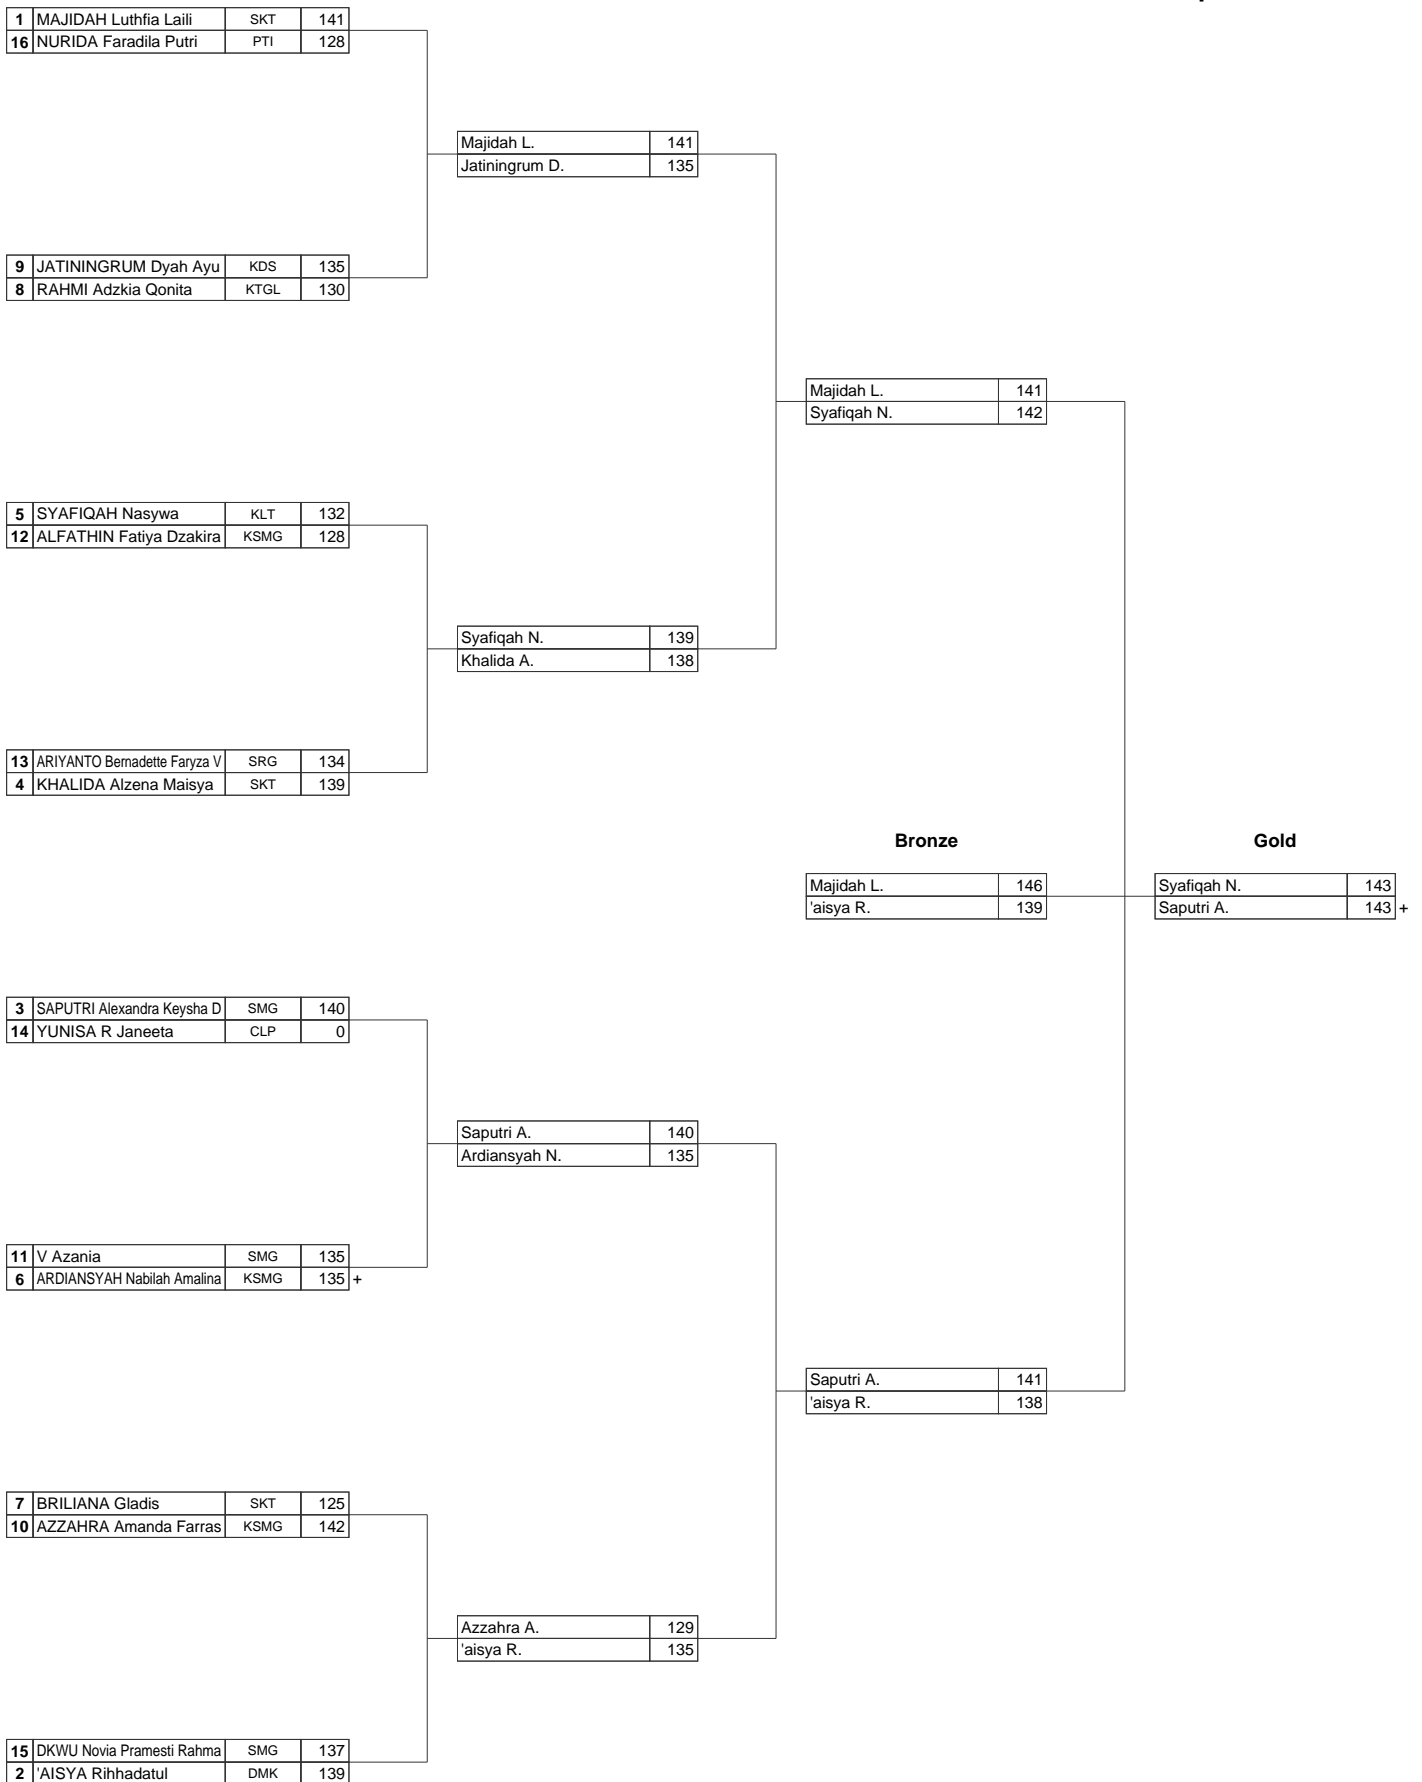 1 MAJIDAH Luthfia Laili SKT 141
16 NURIDA Faradila Putri PTI 128
Majidah L. 141
Jatiningrum D. 135
9 JATININGRUM Dyah Ayu KDS 135
8 RAHMI Adzkia Qonita KTGL 130
Majidah L. 141
Syafiqah N. 142
5 SYAFIQAH Nasywa KLT 132
12 ALFATHIN Fatiya Dzakira KSMG 128
Syafiqah N. 139
Khalida A. 138
13 ARIYANTO Bernadette Faryza V SRG 134
4 KHALIDA Alzena Maisya SKT 139
Bronze Gold
Majidah L. 146 Syafiqah N. 143
'aisya R. 139 Saputri A. 143 +
3 SAPUTRI Alexandra Keysha D SMG 140
14 YUNISA R Janeeta CLP 0
Saputri A. 140
Ardiansyah N. 135
11 V Azania SMG 135
6 ARDIANSYAH Nabilah Amalina KSMG 135 +
Saputri A. 141
'aisya R. 138
7 BRILIANA Gladis SKT 125
10 AZZAHRA Amanda Farras KSMG 142
Azzahra A. 129
'aisya R. 135
15 DKWU Novia Pramesti Rahma SMG 137
2 'AISYA Rihhadatul DMK 139